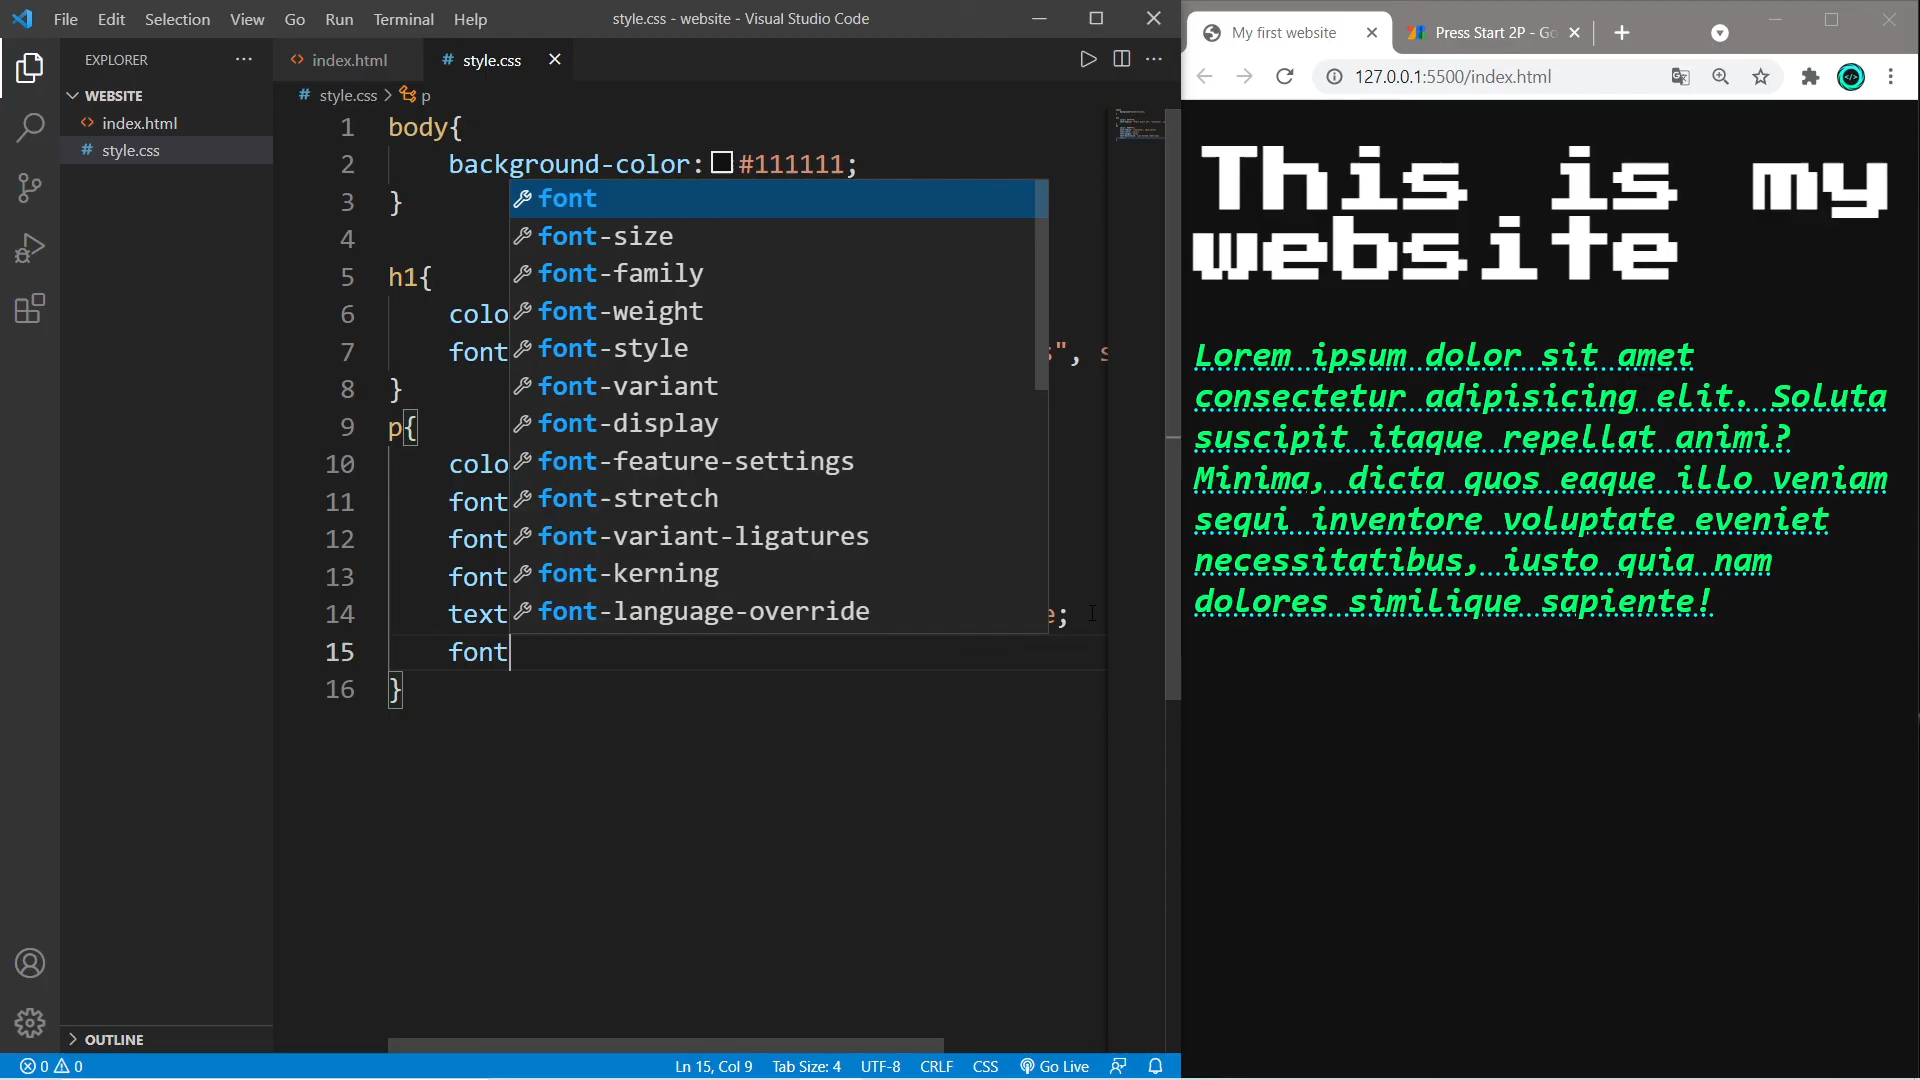 File Edit Selection View Go Run Terminal Help
style.css - website - Visual Studio Code
EXPLORER
WEBSITE
index.html
style.css
OUTLINE
index.html
style.css
style.css > p
1 body{
2 background-color: #111111;
3 }
4
5 h1{
6 colo
7 font s", s
8 }
9 p{
10 colo
11 font
12 font
13 font
14 text e;
15 font
16 }
font
font-size
font-family
font-weight
font-style
font-variant
font-display
font-feature-settings
font-stretch
font-variant-ligatures
font-kerning
font-language-override
0 0
Ln 15, Col 9 Tab Size: 4 UTF-8 CRLF CSS Go Live
My first website
Press Start 2P - Go
127.0.0.1:5500/index.html
This is my
website
Lorem ipsum dolor sit amet
consectetur adipisicing elit. Soluta
suscipit itaque repellat animi?
Minima, dicta quos eaque illo veniam
sequi inventore voluptate eveniet
necessitatibus, iusto quia nam
dolores similique sapiente!